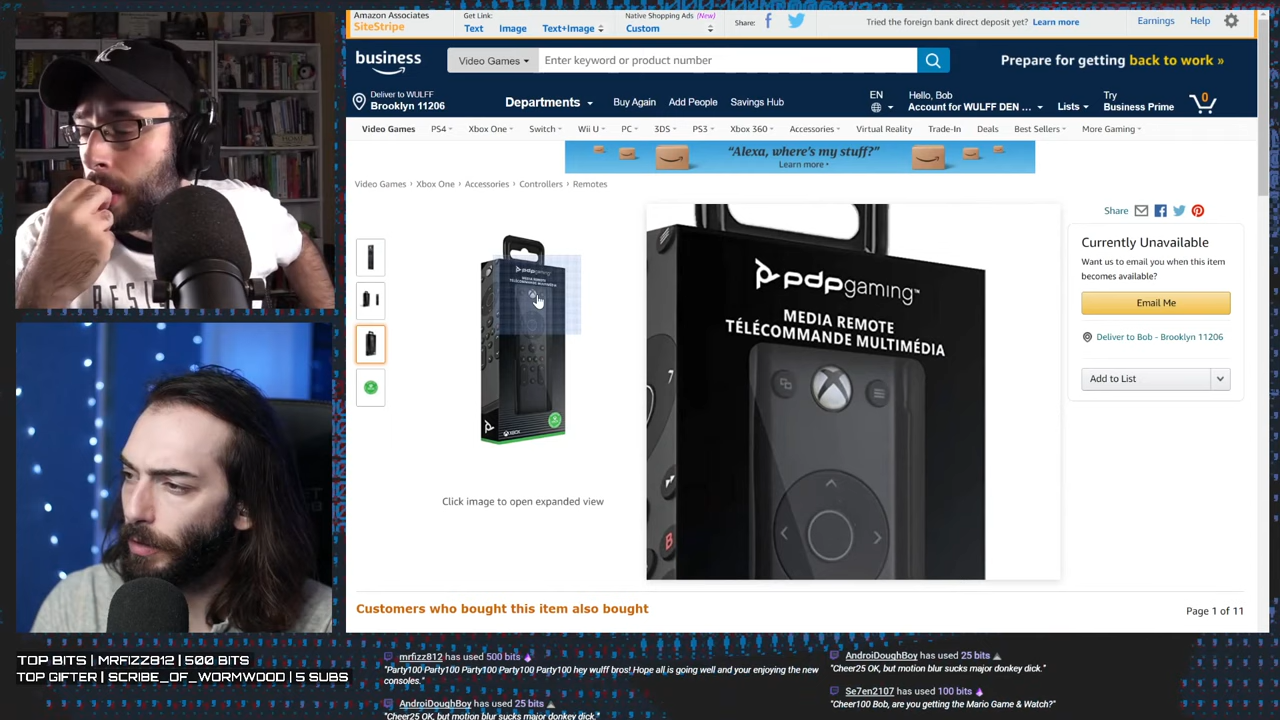 Amazon Associates
SiteStripe
Get Link:
Text Image Text+Image
Native Shopping Ads (New)
Custom
Share:
Tried the foreign bank direct deposit yet? Learn more
Earnings Help
business
Video Games
Enter keyword or product number
Prepare for getting back to work »
Deliver to WULFF
Brooklyn 11206
Departments
Buy Again Add People Savings Hub
EN
Hello, Bob
Account for WULFF DEN ...
Lists
Try
Business Prime
0
Video Games PS4 Xbox One Switch Wii U PC 3DS PS3 Xbox 360 Accessories Virtual Reality Trade-In Deals Best Sellers More Gaming
"Alexa, where's my stuff?"
Learn more
Video Games › Xbox One › Accessories › Controllers › Remotes
Share
Currently Unavailable
Want us to email you when this item
becomes available?
Email Me
Deliver to Bob - Brooklyn 11206
Add to List
pdpgaming
MEDIA REMOTE
TÉLÉCOMMANDE MULTIMÉDIA
XBOX
pdpgaming™
MEDIA REMOTE
TÉLÉCOMMANDE MULTIMÉDIA
7
B
Click image to open expanded view
Customers who bought this item also bought
Page 1 of 11
TOP BITS | MRFIZZ812 | 500 BITS
TOP GIFTER | SCRIBE_OF_WORMWOOD | 5 SUBS
mrfizz812 has used 500 bits
"Party100 Party100 Party100 Party100 Party100 hey wulff bros!Hope all is going well and your enjoying the new
consoles."
AndroiDoughBoy has used 25 bits
"Cheer25 OK, but motion blur sucks major donkey dick."
AndroiDoughBoy has used 25 bits
"Cheer25 OK, but motion blur sucks major donkey dick."
Se7en2107 has used 100 bits
"Cheer100 Bob, are you getting the Mario Game & Watch?"